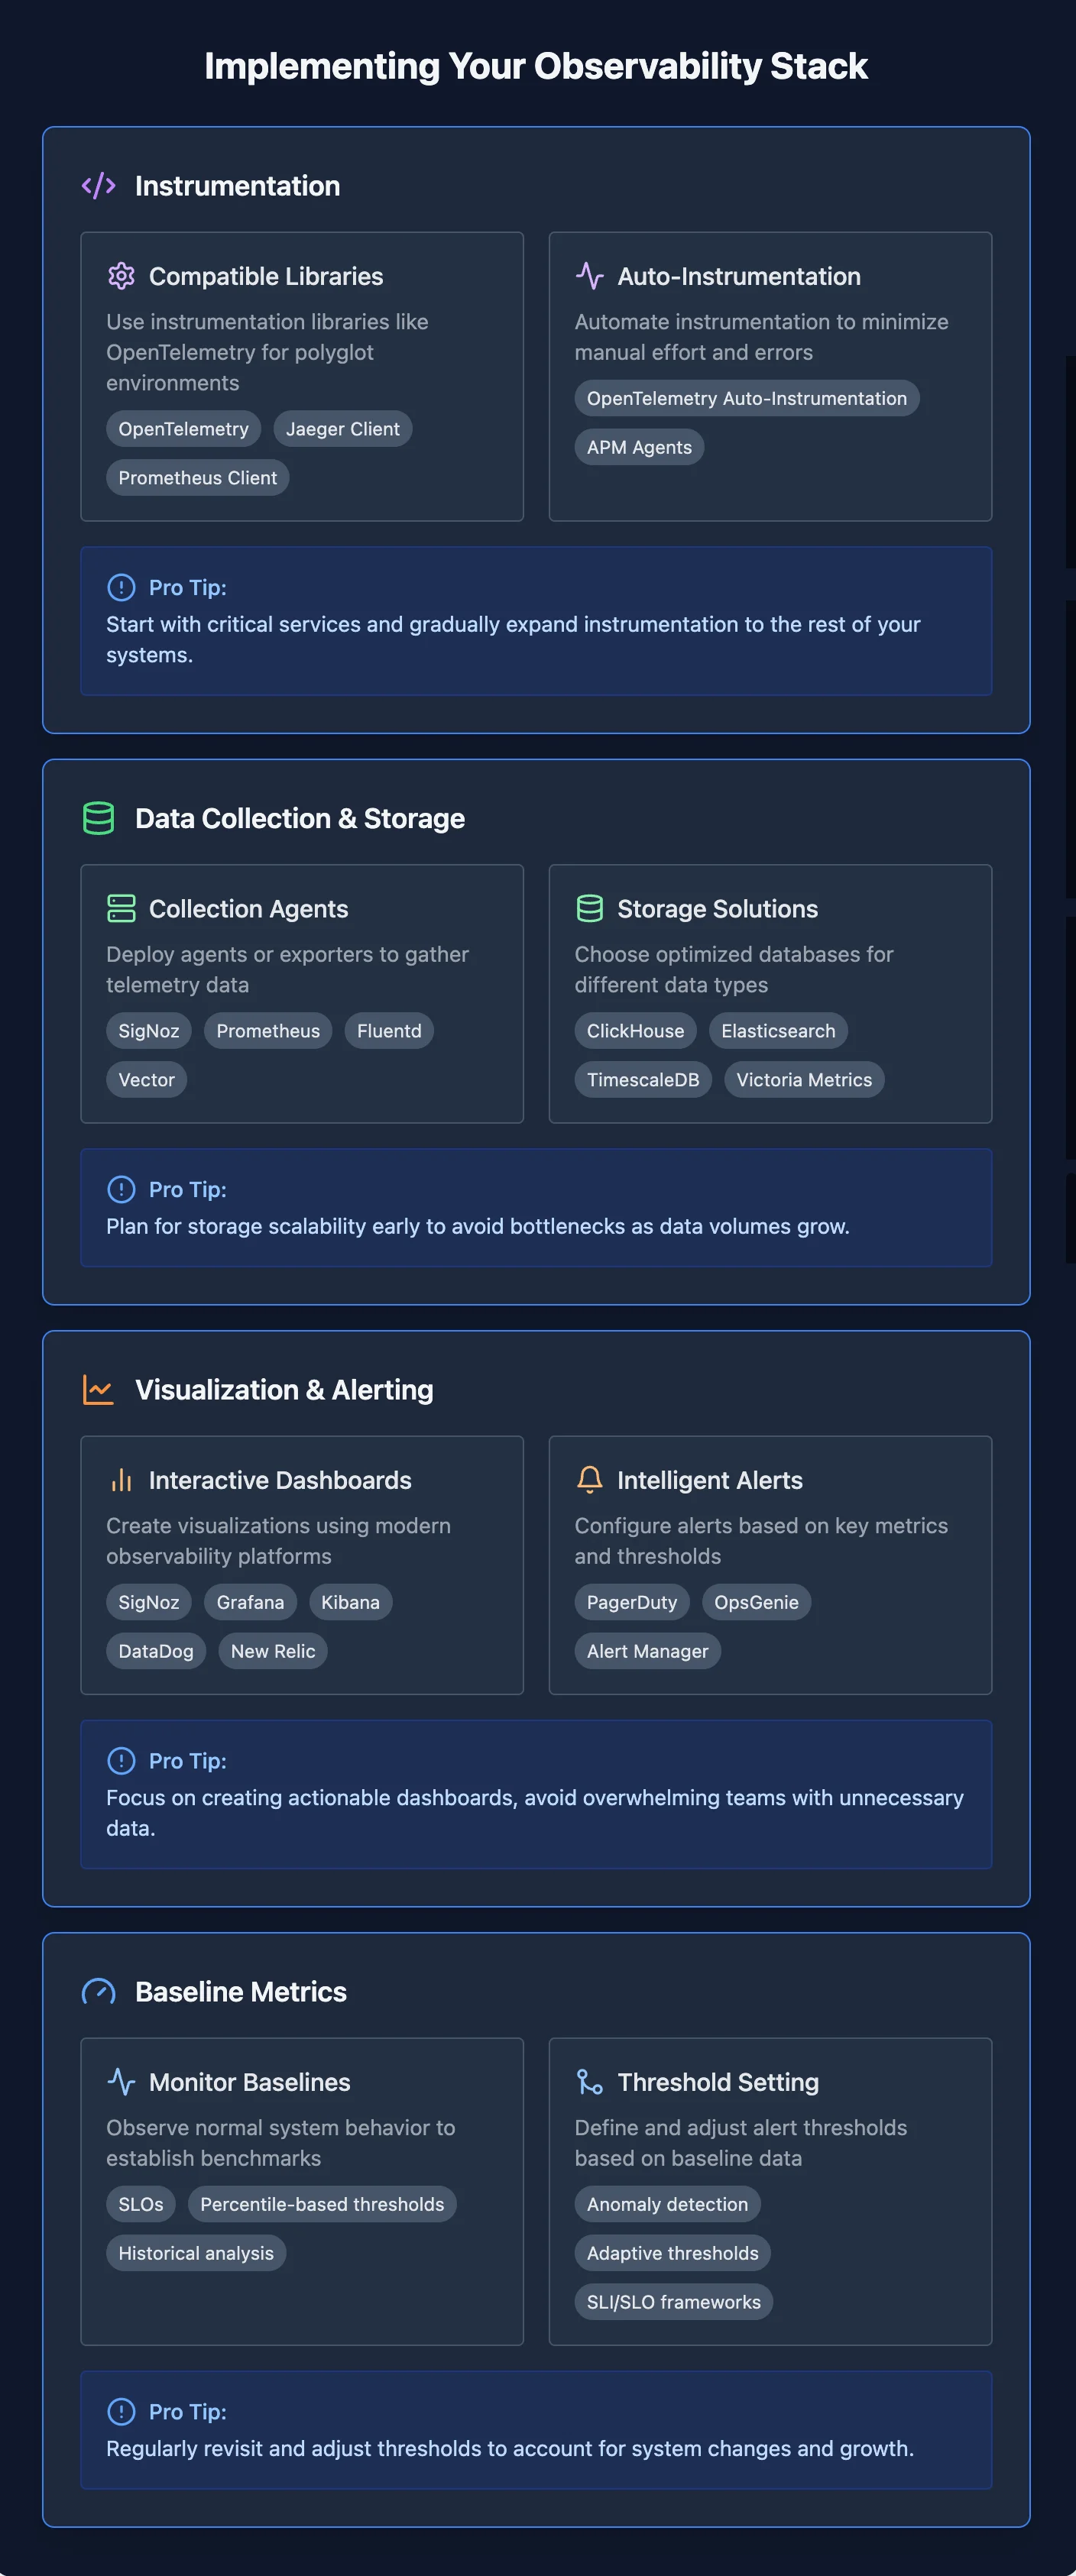 Implementing Your Observability Stack
Instrumentation
Compatible Libraries
Use instrumentation libraries like
OpenTelemetry for polyglot
environments
OpenTelemetry
Jaeger Client
Prometheus Client
Auto-Instrumentation
Automate instrumentation to minimize
manual effort and errors
OpenTelemetry Auto-Instrumentation
APM Agents
Pro Tip:
Start with critical services and gradually expand instrumentation to the rest of your
systems.
Data Collection & Storage
Collection Agents
Deploy agents or exporters to gather
telemetry data
SigNoz
Prometheus
Fluentd
Vector
Storage Solutions
Choose optimized databases for
different data types
ClickHouse
Elasticsearch
TimescaleDB
Victoria Metrics
Pro Tip:
Plan for storage scalability early to avoid bottlenecks as data volumes grow.
Visualization & Alerting
Interactive Dashboards
Create visualizations using modern
observability platforms
SigNoz
Grafana
Kibana
DataDog
New Relic
Intelligent Alerts
Configure alerts based on key metrics
and thresholds
PagerDuty
OpsGenie
Alert Manager
Pro Tip:
Focus on creating actionable dashboards, avoid overwhelming teams with unnecessary
data.
Baseline Metrics
Monitor Baselines
Observe normal system behavior to
establish benchmarks
SLOs
Percentile-based thresholds
Historical analysis
Threshold Setting
Define and adjust alert thresholds
based on baseline data
Anomaly detection
Adaptive thresholds
SLI/SLO frameworks
Pro Tip:
Regularly revisit and adjust thresholds to account for system changes and growth.